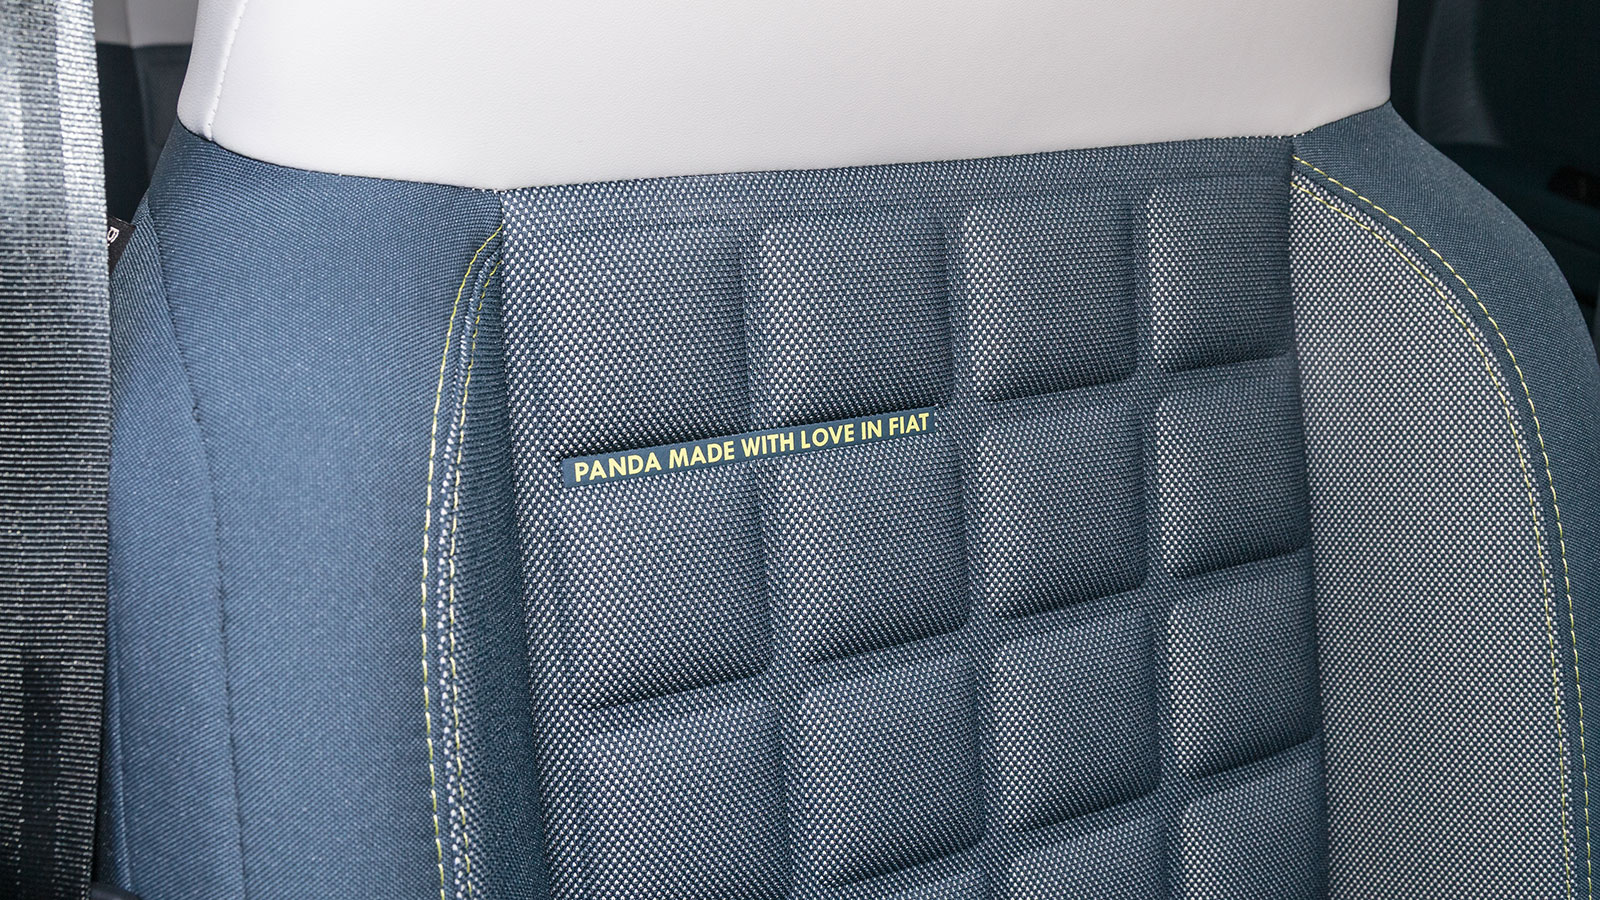 PANDA MADE WITH LOVE IN FIAT